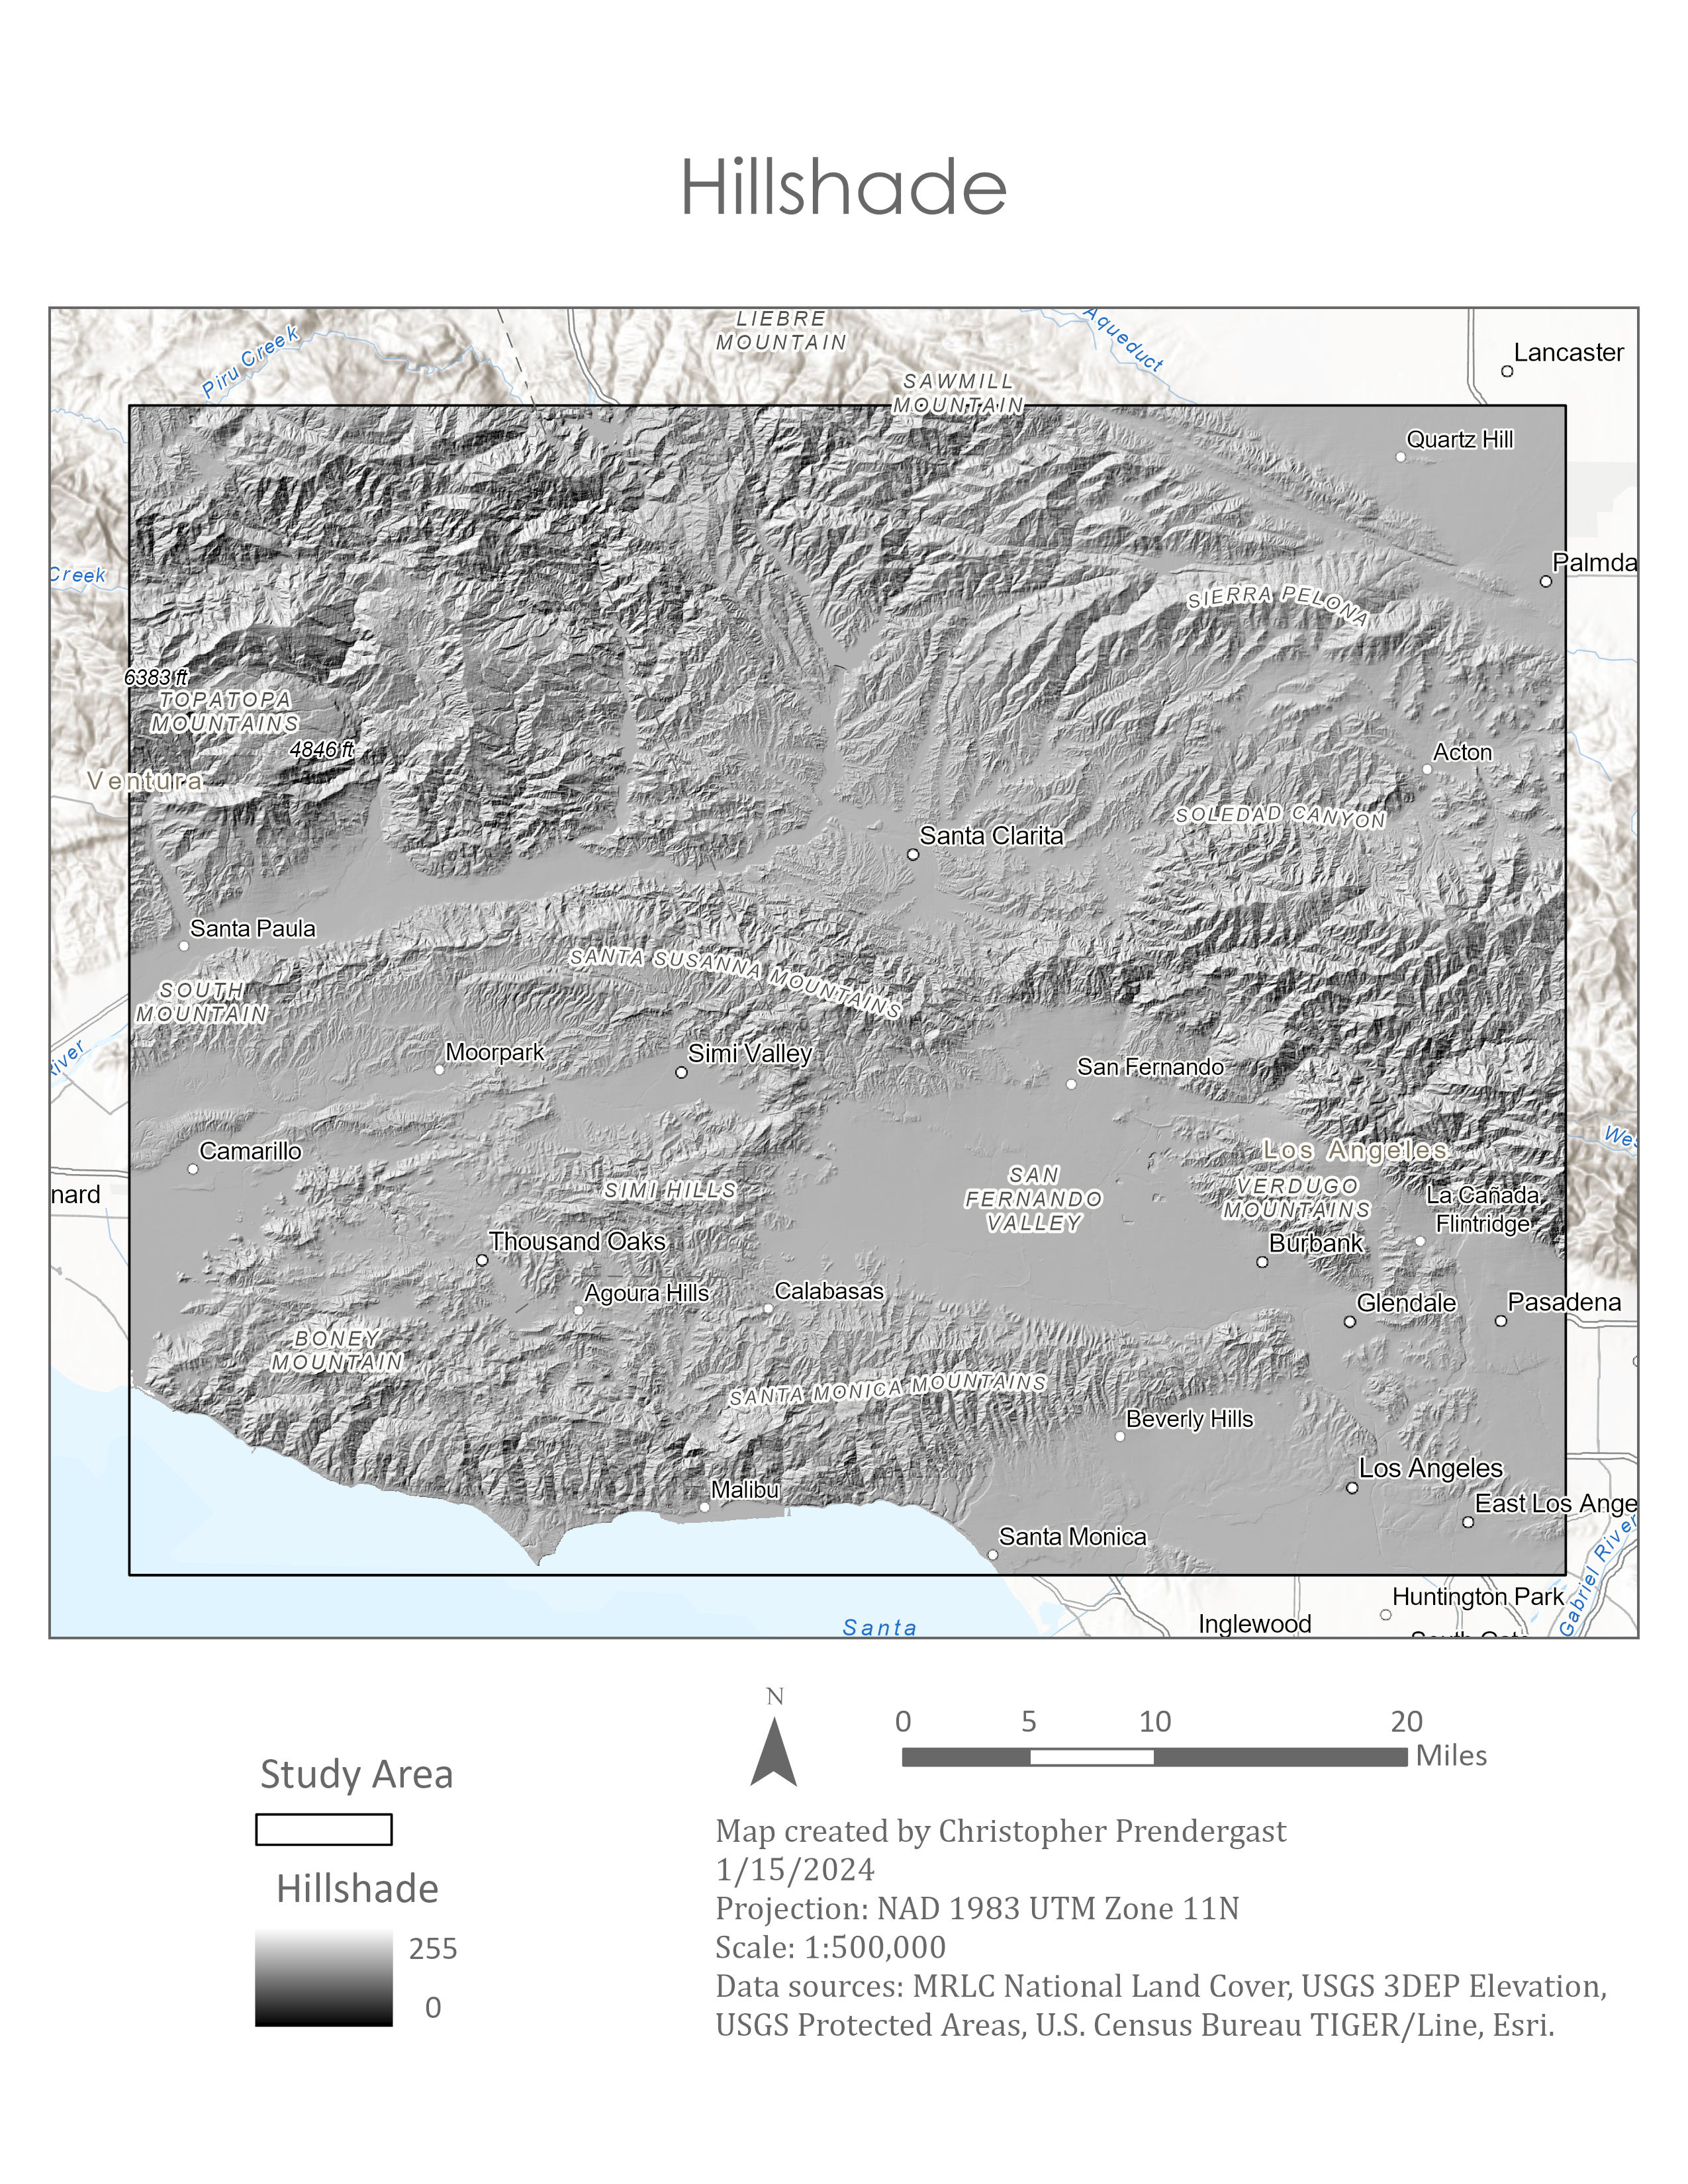 Hillshade
LIEBRE
MOUNTAIN
Piru Creek
Aqueduct
Lancaster
SAWMILL
MOUNTAIN
Quartz Hill
Creek
Palmda
SIERRA PELONA
6383 ft
TOPATOPA
MOUNTAINS
4846 ft
Ventura
Acton
SOLEDAD CANYON
Santa Clarita
Santa Paula
SANTA SUSANNA MOUNTAINS
SOUTH
MOUNTAIN
River
Moorpark
Simi Valley
San Fernando
Camarillo
Los Angeles
Wes
nard
SIMI HILLS
SAN
FERNANDO
VALLEY
VERDUGO
MOUNTAINS
La Cañada
Flintridge
Thousand Oaks
Burbank
Agoura Hills
Calabasas
Glendale
Pasadena
BONEY
MOUNTAIN
SANTA MONICA MOUNTAINS
Beverly Hills
Los Angeles
Malibu
East Los Ange
Santa Monica
Gabriel River
Huntington Park
Santa
Inglewood
South Gate
N
0 5 10 20
Miles
Study Area
Hillshade
255
0
Map created by Christopher Prendergast
1/15/2024
Projection: NAD 1983 UTM Zone 11N
Scale: 1:500,000
Data sources: MRLC National Land Cover, USGS 3DEP Elevation,
USGS Protected Areas, U.S. Census Bureau TIGER/Line, Esri.